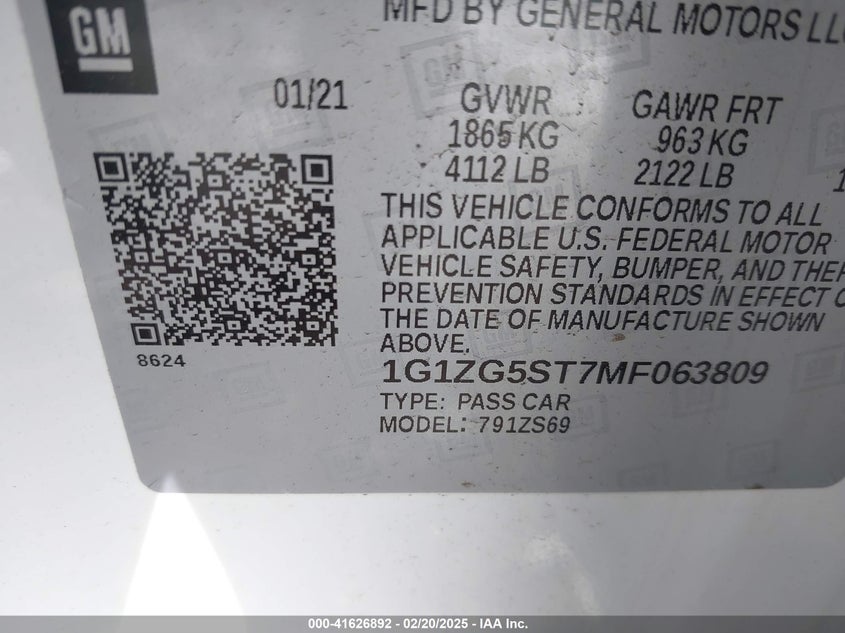 GM
MFD BY GENERAL MOTORS LLC
01/21
GVWR
1865 KG
4112 LB
GAWR FRT
963 KG
2122 LB
THIS VEHICLE CONFORMS TO ALL
APPLICABLE U.S. FEDERAL MOTOR
VEHICLE SAFETY, BUMPER, AND THEF
PREVENTION STANDARDS IN EFFECT O
THE DATE OF MANUFACTURE SHOWN
ABOVE.
8624
1G1ZG5ST7MF063809
TYPE: PASS CAR
MODEL: 791ZS69
000-41626892 - 02/20/2025 - IAA Inc.